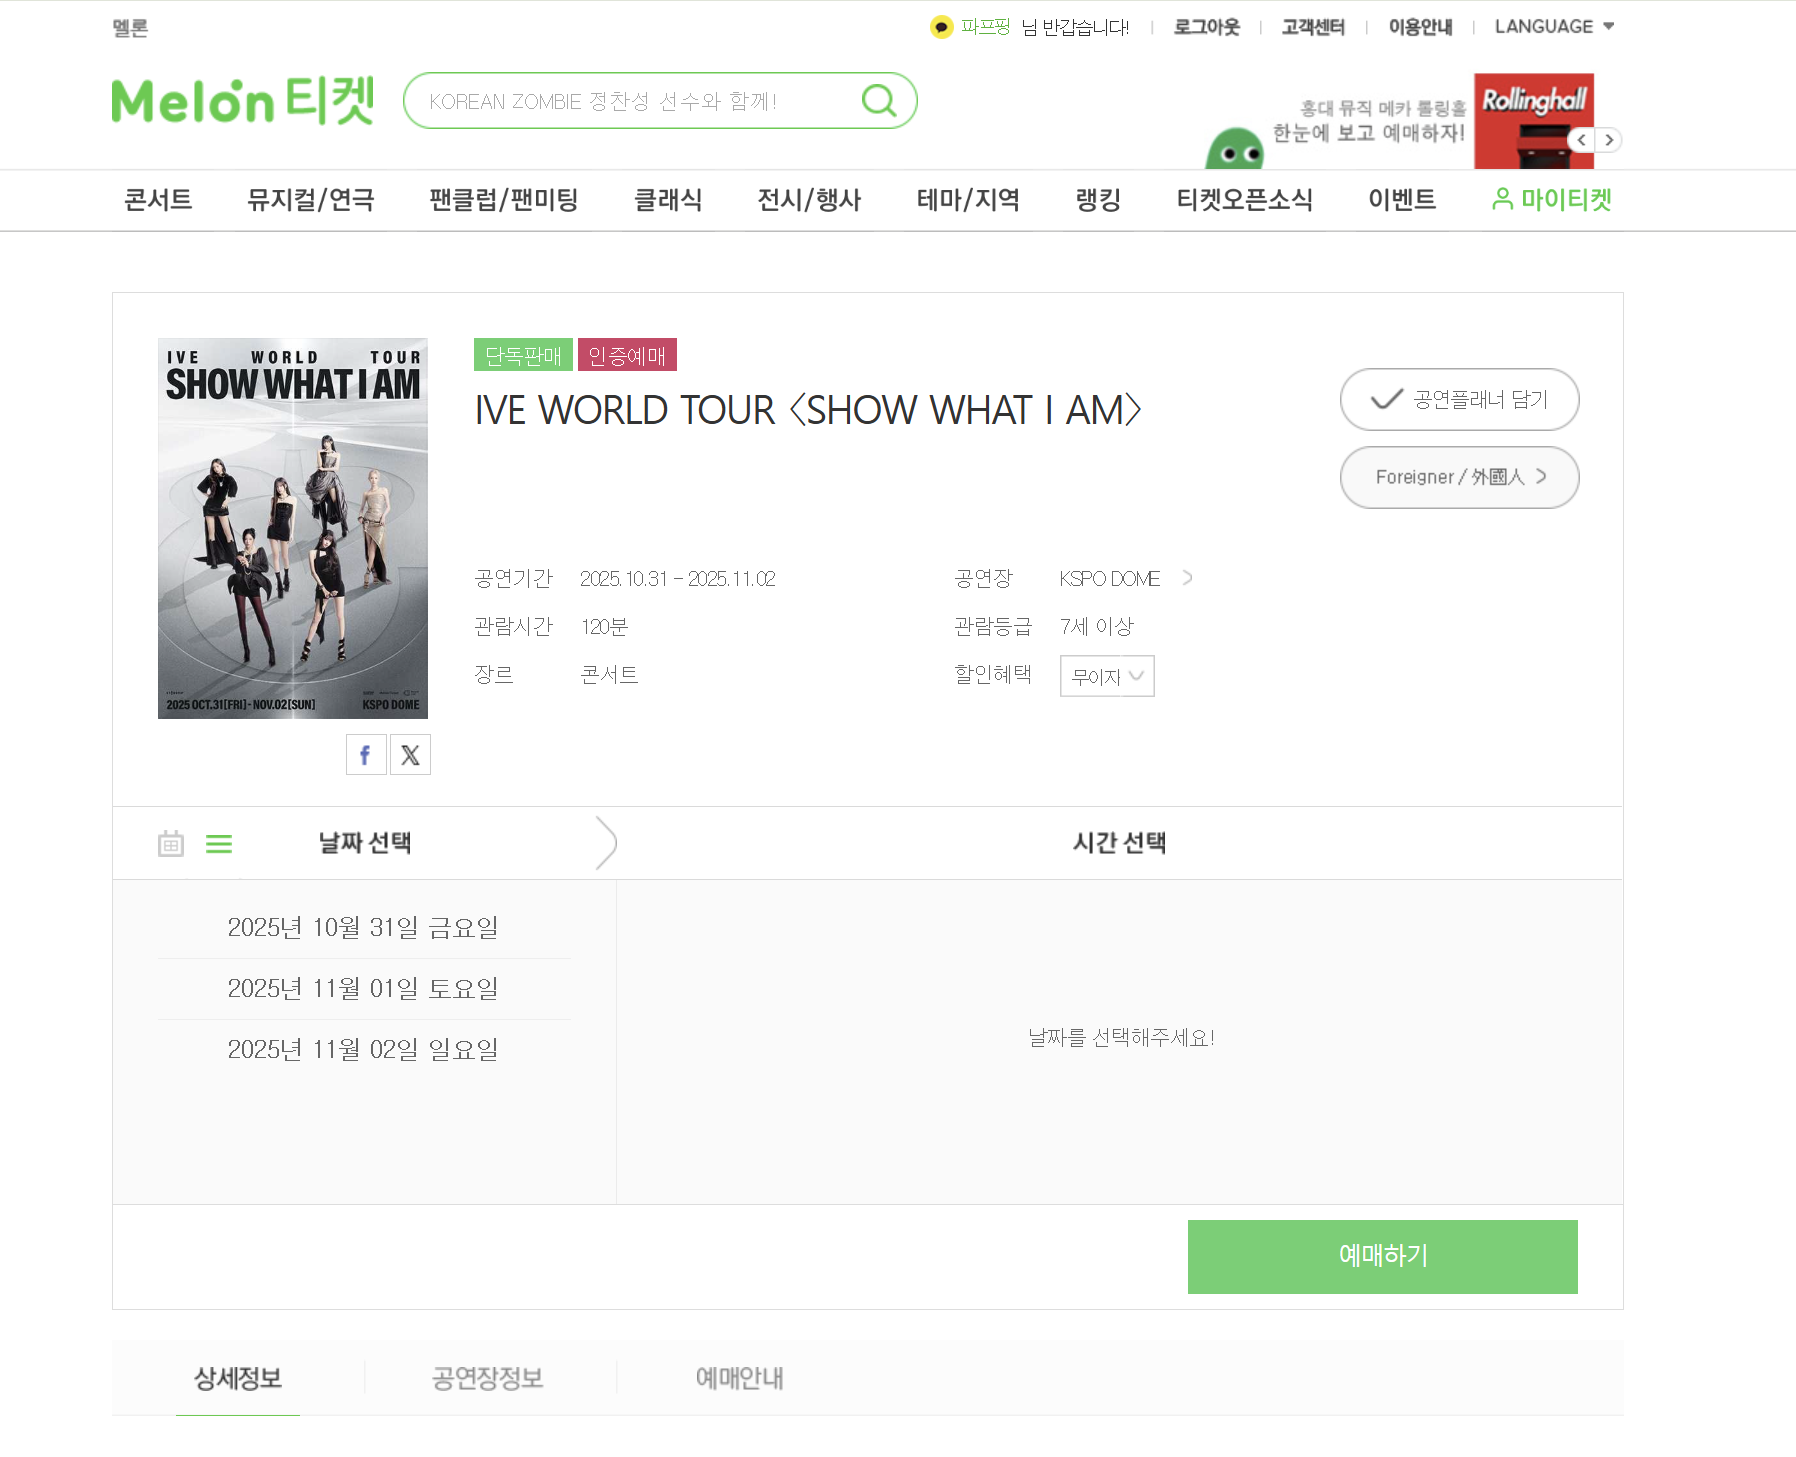 멜론
파프핑 님 반갑습니다!
로그아웃
고객센터
이용안내
LANGUAGE
Melon 티켓
KOREAN ZOMBIE 정찬성 선수와 함께!
홍대 뮤직 메카 롤링홀
한눈에 보고 예매하자!
Rollinghall
콘서트
뮤지컬/연극
팬클럽/팬미팅
클래식
전시/행사
테마/지역
랭킹
티켓오픈소식
이벤트
마이티켓
IVE WORLD TOUR
SHOW WHAT I AM
2025 OCT.31[FRI]-NOV.02[SUN]
KSPO DOME
단독판매
인증예매
IVE WORLD TOUR 〈SHOW WHAT I AM〉
공연플래너 담기
Foreigner / 外國人
공연기간 2025.10.31 - 2025.11.02
공연장 KSPO DOME
관람시간 120분
관람등급 7세 이상
장르 콘서트
할인혜택 무이자
f
X
날짜 선택
시간 선택
2025년 10월 31일 금요일
2025년 11월 01일 토요일
2025년 11월 02일 일요일
날짜를 선택해주세요!
예매하기
상세정보
공연장정보
예매안내